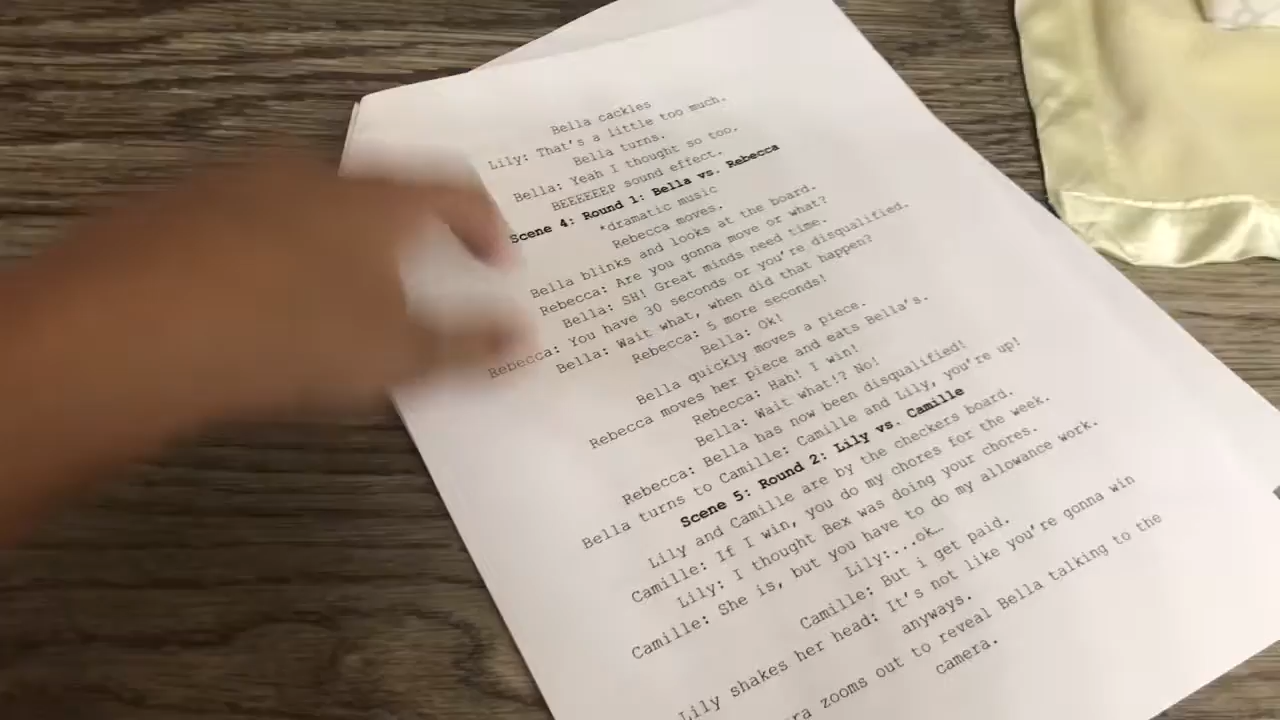 Bella cackles
Lily: That's a little too much.
Bella turns.
Bella: Yeah I thought so too.
BEEEEEEP sound effect.
Scene 4: Round 1: Bella vs. Rebecca
*dramatic music
Rebecca moves.
Bella blinks and looks at the board.
Rebecca: Are you gonna move or what?
Bella: SH! Great minds need time.
Rebecca: You have 30 seconds or you're disqualified.
Bella: Wait what, when did that happen?
Rebecca: 5 more seconds!
Bella: Ok!
Bella quickly moves a piece.
Rebecca moves her piece and eats Bella's.
Rebecca: Hah! I win!
Bella: Wait what!? No!
Rebecca: Bella has now been disqualified!
Bella turns to Camille: Camille and Lily, you're up!
Scene 5: Round 2: Lily vs. Camille
Lily and Camille are by the checkers board.
Camille: If I win, you do my chores for the week.
Lily: I thought Bex was doing your chores.
Camille: She is, but you have to do my allowance work.
Lily:...ok…
Camille: But i get paid.
Lily shakes her head: It's not like you're gonna win
anyways.
zooms out to reveal Bella talking to the
camera.